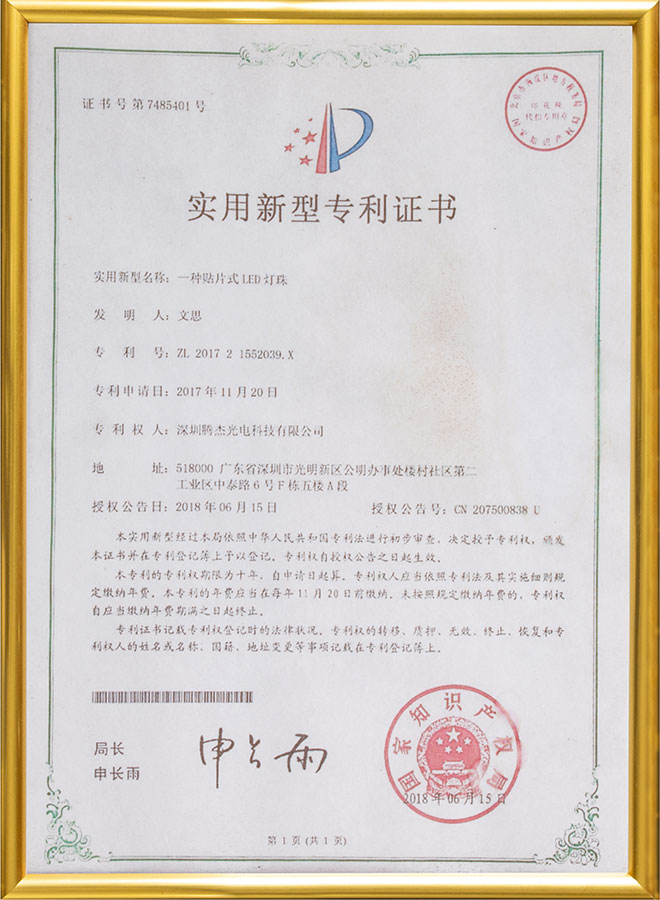 证书号第7485401号
印花税
代扣专用章
实用新型专利证书
实用新型名称：一种贴片式LED灯珠
发明人：文思
专利号：ZL 2017 2 1552039.X
专利申请日：2017年11月20日
专利权人：深圳腾杰光电科技有限公司
地址：518000 广东省深圳市光明新区公明办事处楼村社区第二
工业区中泰路6号F栋五楼A段
授权公告日：2018年06月15日 授权公告号：CN 207500838 U
本实用新型经过本局依照中华人民共和国专利法进行初步审查，决定授予专利权，颁发
本证书并在专利登记簿上予以登记。专利权自授权公告之日起生效。
本专利的专利权期限为十年，自申请日起算。专利权人应当依照专利法及其实施细则规
定缴纳年费。本专利的年费应当在每年11月20日前缴纳。未按照规定缴纳年费的，专利权
自应当缴纳年费期满之日起终止。
专利证书记载专利权登记时的法律状况。专利权的转移、质押、无效、终止、恢复和专
利权人的姓名或名称、国籍、地址变更等事项记载在专利登记簿上。
局长
申长雨
申长雨
国家知识产权局
2018年06月15日
第1页(共1页)